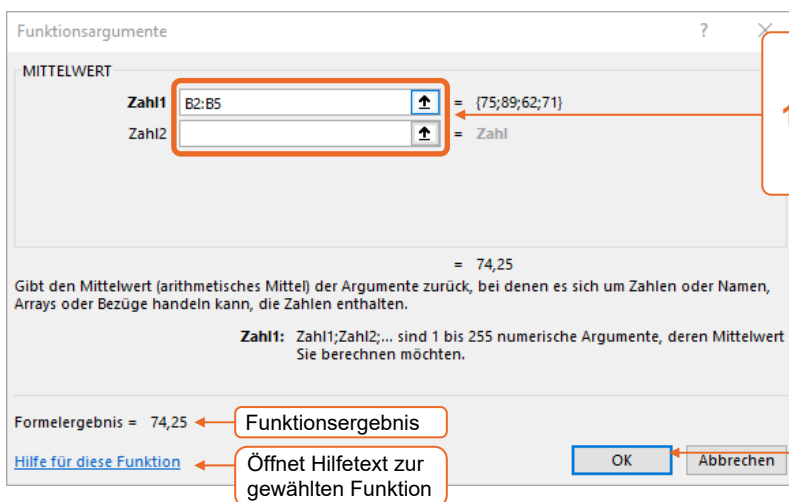 Funktionsargumente ? ×
MITTELWERT
Zahl1 B2:B5 = {75;89;62;71}
Zahl2 = Zahl
1
= 74,25
Gibt den Mittelwert (arithmetisches Mittel) der Argumente zurück, bei denen es sich um Zahlen oder Namen,
Arrays oder Bezüge handeln kann, die Zahlen enthalten.
Zahl1: Zahl1;Zahl2;... sind 1 bis 255 numerische Argumente, deren Mittelwert
Sie berechnen möchten.
Formelergebnis = 74,25
Funktionsergebnis
Hilfe für diese Funktion
Öffnet Hilfetext zur
gewählten Funktion
OK
Abbrechen